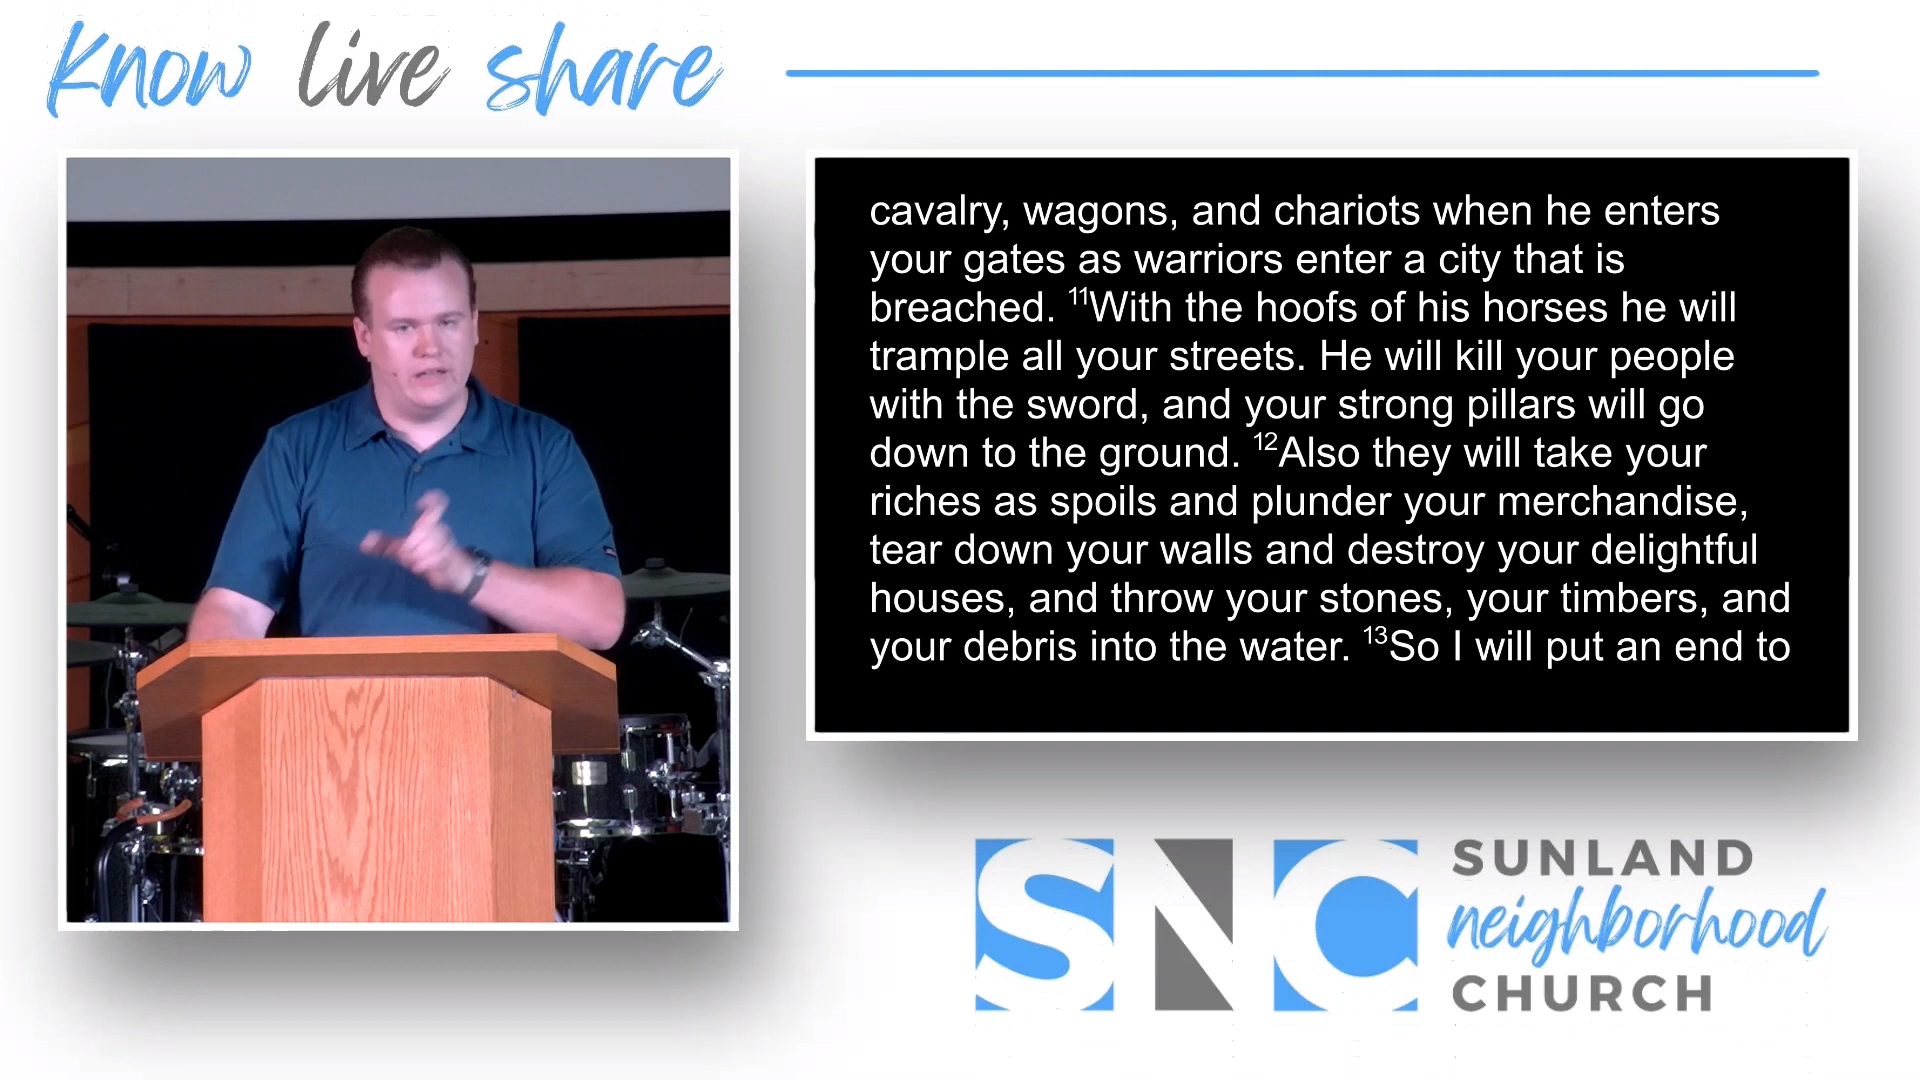 know live share
cavalry, wagons, and chariots when he enters
your gates as warriors enter a city that is
breached. 11With the hoofs of his horses he will
trample all your streets. He will kill your people
with the sword, and your strong pillars will go
down to the ground. 12Also they will take your
riches as spoils and plunder your merchandise,
tear down your walls and destroy your delightful
houses, and throw your stones, your timbers, and
your debris into the water. 13So I will put an end to
SNC
SUNLAND
neighborhood
CHURCH